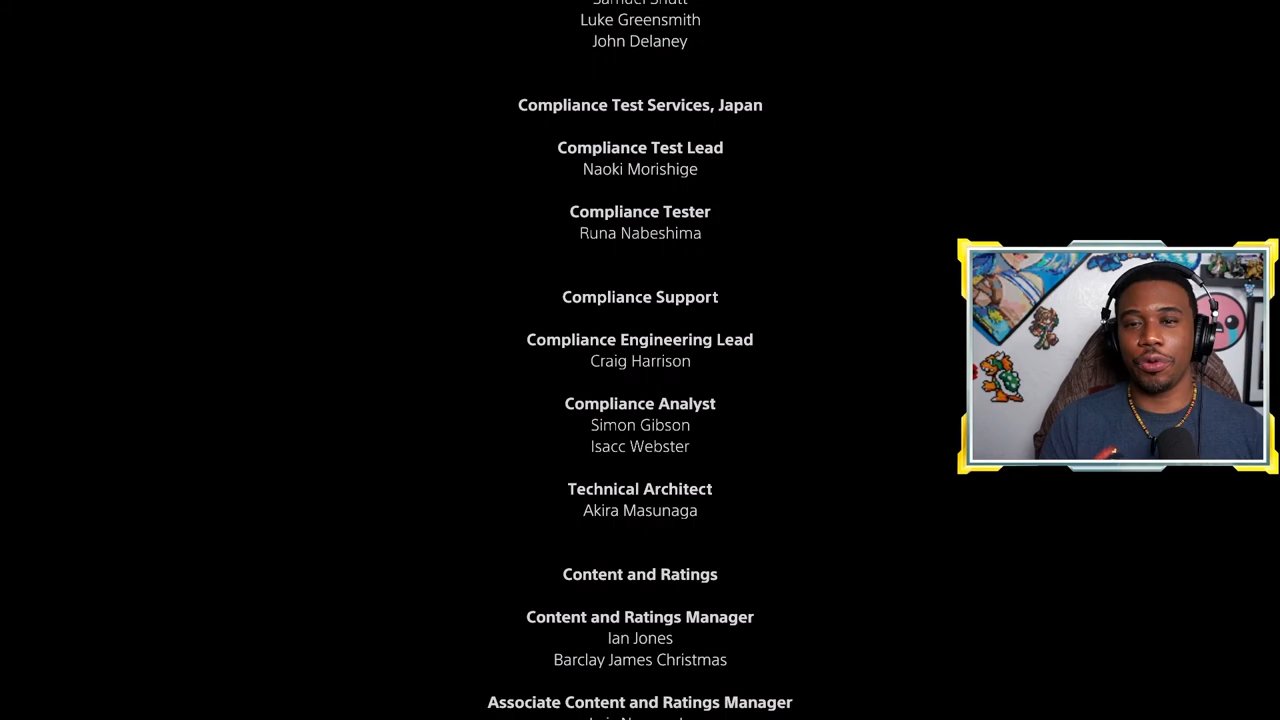 Luke Greensmith
John Delaney
Compliance Test Services, Japan
Compliance Test Lead
Naoki Morishige
Compliance Tester
Runa Nabeshima
Compliance Support
Compliance Engineering Lead
Craig Harrison
Compliance Analyst
Simon Gibson
Isacc Webster
Technical Architect
Akira Masunaga
Content and Ratings
Content and Ratings Manager
Ian Jones
Barclay James Christmas
Associate Content and Ratings Manager